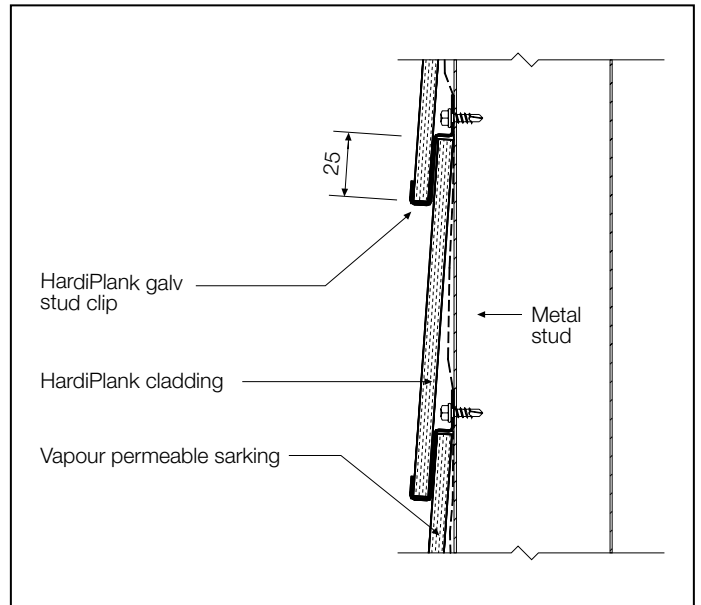 25
HardiPlank galv
stud clip
Metal
stud
HardiPlank cladding
Vapour permeable sarking